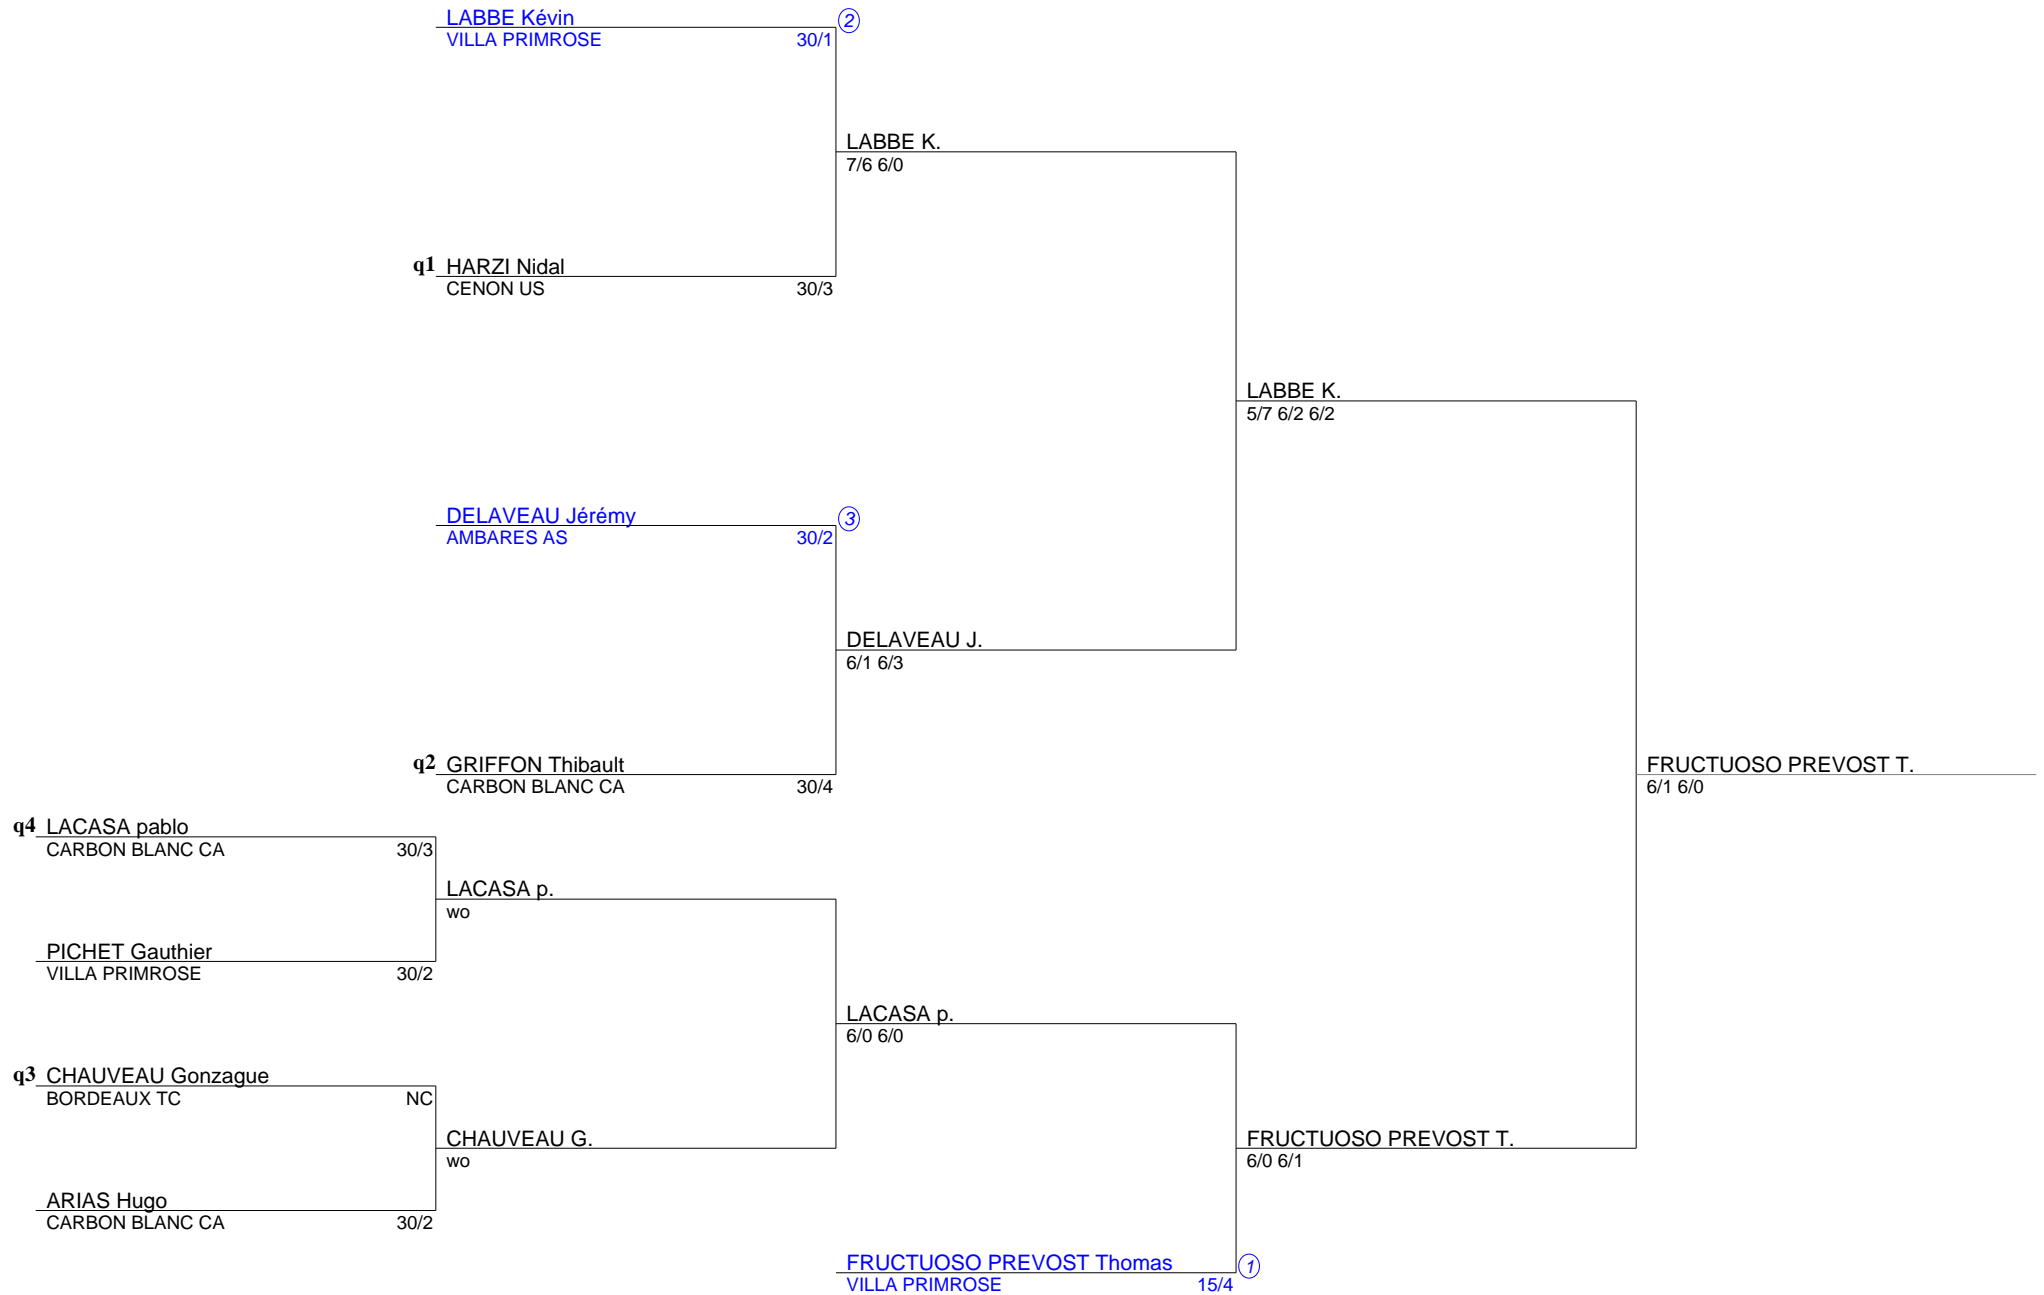 LABBE Kévin
2
VILLA PRIMROSE 30/1
LABBE K.
7/6 6/0
q1 HARZI Nidal
CENON US 30/3
LABBE K.
5/7 6/2 6/2
DELAVEAU Jérémy
3
AMBARES AS 30/2
DELAVEAU J.
6/1 6/3
q2 GRIFFON Thibault
CARBON BLANC CA 30/4
FRUCTUOSO PREVOST T.
6/1 6/0
q4 LACASA pablo
CARBON BLANC CA 30/3
LACASA p.
wo
PICHET Gauthier
VILLA PRIMROSE 30/2
LACASA p.
6/0 6/0
q3 CHAUVEAU Gonzague
BORDEAUX TC NC
CHAUVEAU G.
wo
FRUCTUOSO PREVOST T.
6/0 6/1
ARIAS Hugo
CARBON BLANC CA 30/2
FRUCTUOSO PREVOST Thomas
1
VILLA PRIMROSE 15/4